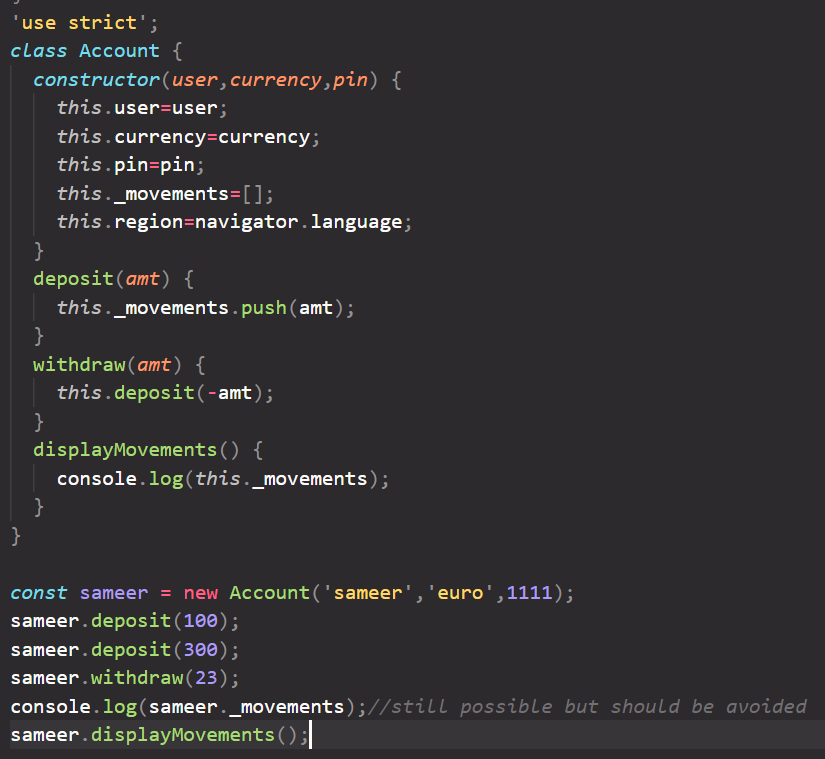 'use strict';
class Account {
  constructor(user,currency,pin) {
    this.user=user;
    this.currency=currency;
    this.pin=pin;
    this._movements=[];
    this.region=navigator.language;
  }
  deposit(amt) {
    this._movements.push(amt);
  }
  withdraw(amt) {
    this.deposit(-amt);
  }
  displayMovements() {
    console.log(this._movements);
  }
}

const sameer = new Account('sameer','euro',1111);
sameer.deposit(100);
sameer.deposit(300);
sameer.withdraw(23);
console.log(sameer._movements);//still possible but should be avoided
sameer.displayMovements();